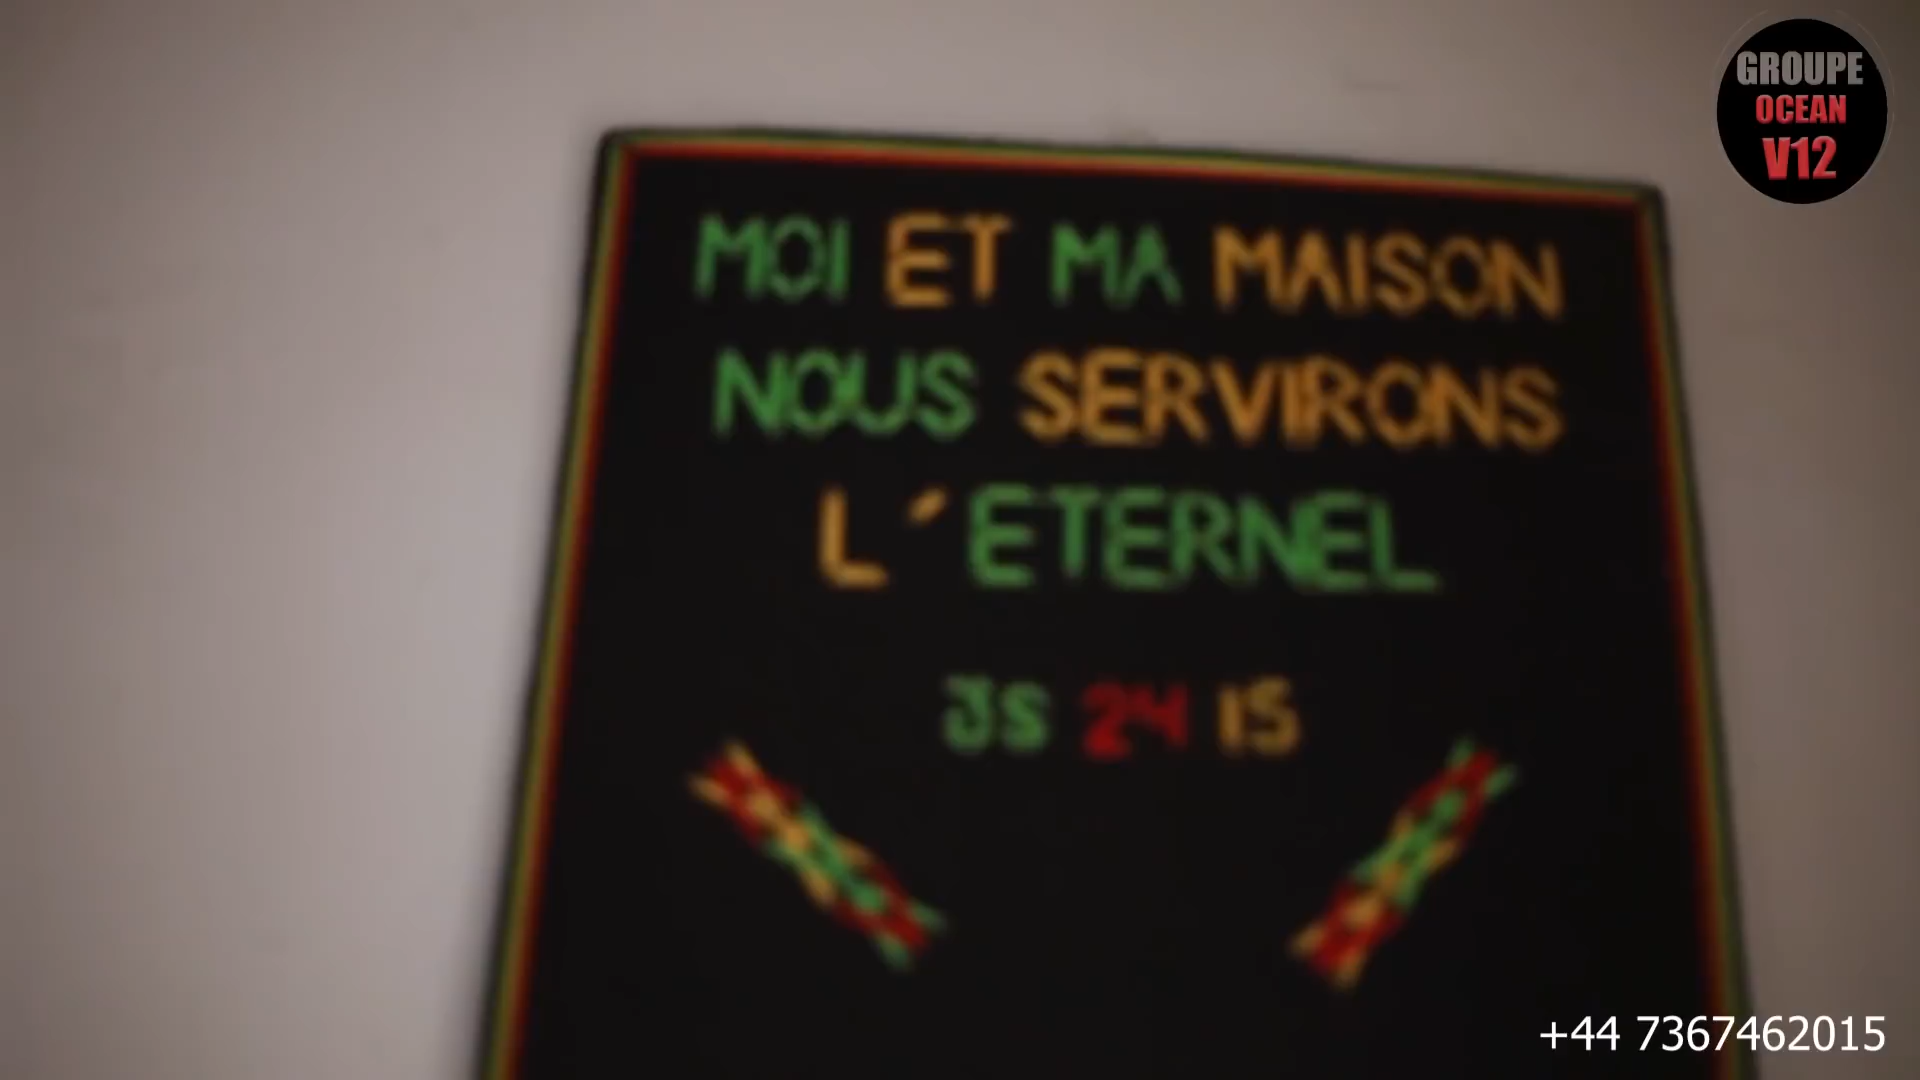 GROUPE
OCEAN
V12
MOI ET MA MAISON
NOUS SERVIRONS
L'ETERNEL
JS 24 15
+44 7367462015